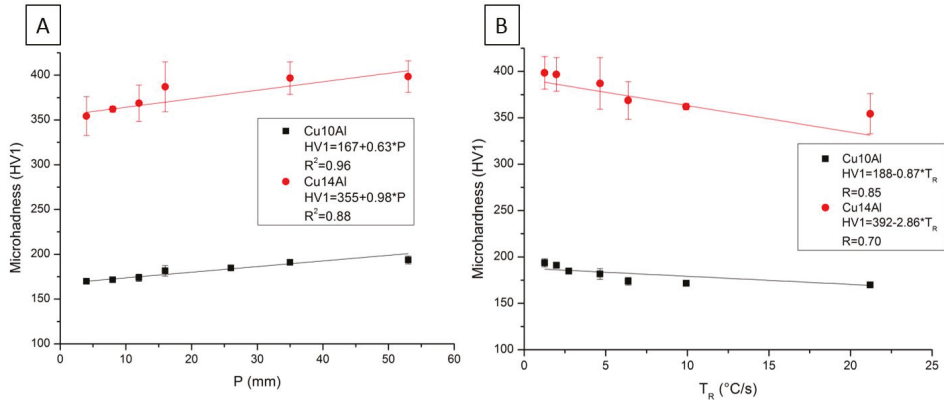 A
Microhadness (HV1)
400
350
300
250
200
150
100
Cu10Al
HV1=167+0.63*P
R²=0.96
Cu14Al
HV1=355+0.98*P
R²=0.88
0 10 20 30 40 50 60
P (mm)
B
Microhardness (HV1)
400
350
300
250
200
150
100
Cu10Al
HV1=188-0.87*T_R
R=0.85
Cu14Al
HV1=392-2.86*T_R
R=0.70
0 5 10 15 20 25
T_R (°C/s)